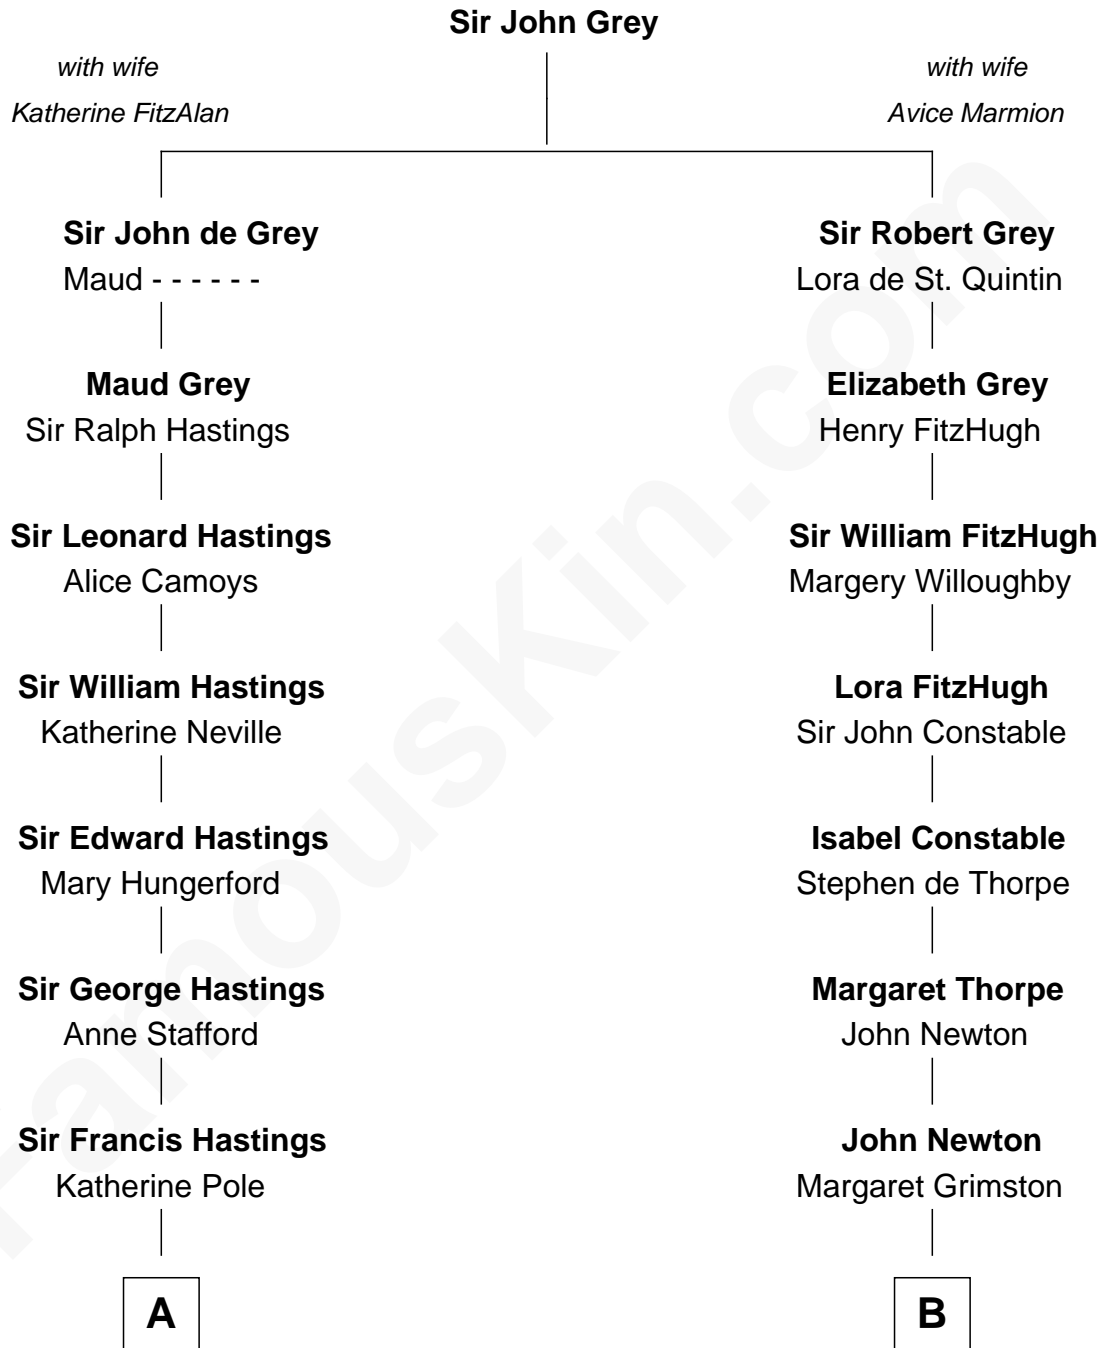 Sir John Grey
with wife
Katherine FitzAlan
with wife
Avice Marmion
Sir John de Grey
Maud - - - - - -
Sir Robert Grey
Lora de St. Quintin
Maud Grey
Sir Ralph Hastings
Elizabeth Grey
Henry FitzHugh
Sir Leonard Hastings
Alice Camoys
Sir William FitzHugh
Margery Willoughby
Sir William Hastings
Katherine Neville
Lora FitzHugh
Sir John Constable
Sir Edward Hastings
Mary Hungerford
Isabel Constable
Stephen de Thorpe
Sir George Hastings
Anne Stafford
Margaret Thorpe
John Newton
Sir Francis Hastings
Katherine Pole
John Newton
Margaret Grimston
A
B
FamousKin.com